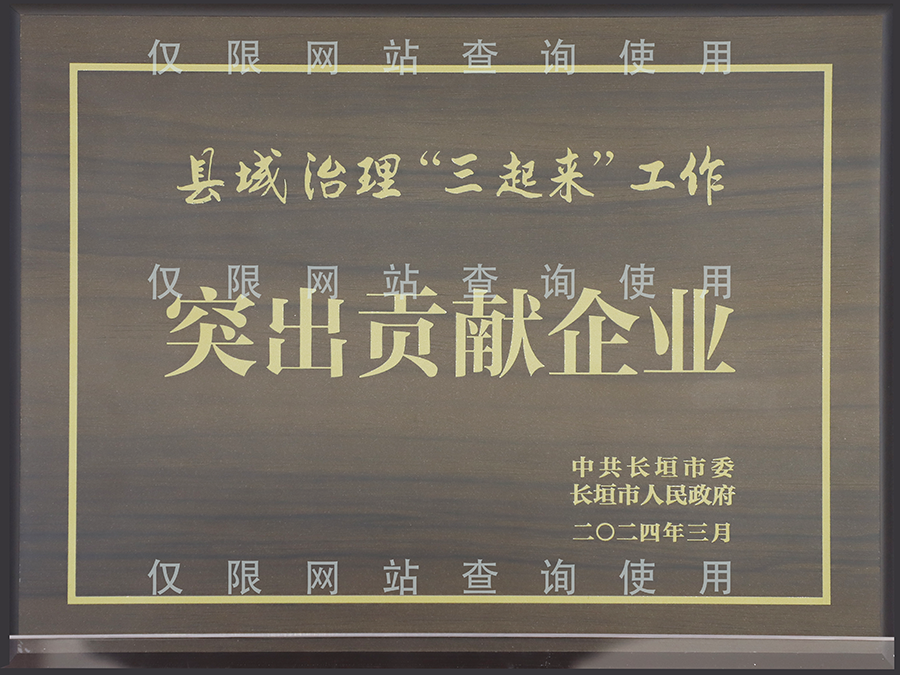 仅限网站查询使用
县域治理“三起来”工作
仅限网站查询使用
突出贡献企业
中共长垣市委
长垣市人民政府
二〇二四年三月
仅限网站查询使用